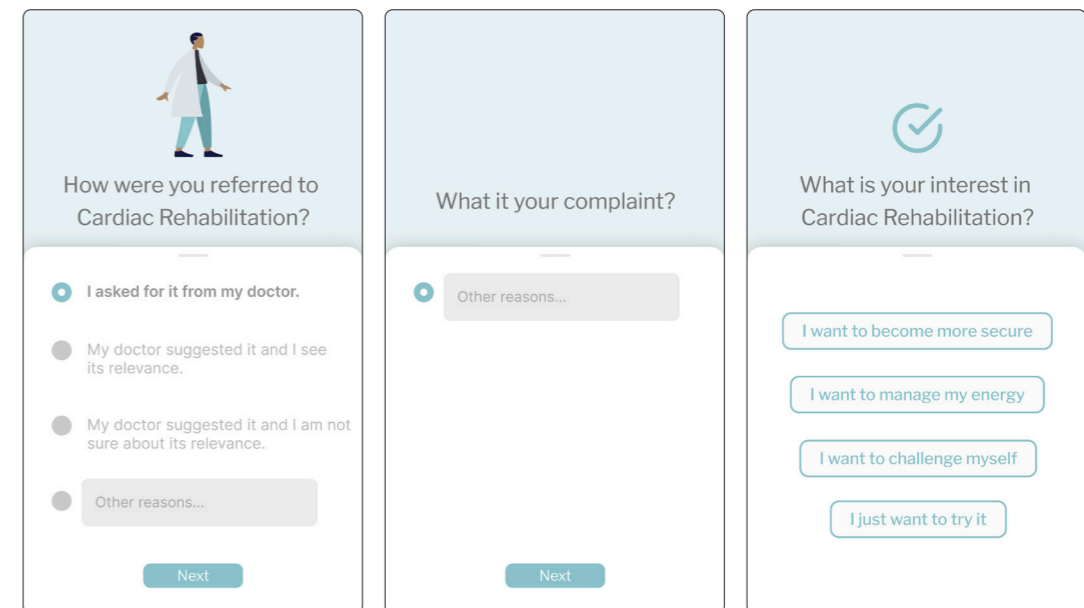 How were you referred to
Cardiac Rehabilitation?
I asked for it from my doctor.
My doctor suggested it and I see
its relevance.
My doctor suggested it and I am not
sure about its relevance.
Other reasons...
Next
What it your complaint?
Other reasons...
Next
What is your interest in
Cardiac Rehabilitation?
I want to become more secure
I want to manage my energy
I want to challenge myself
I just want to try it